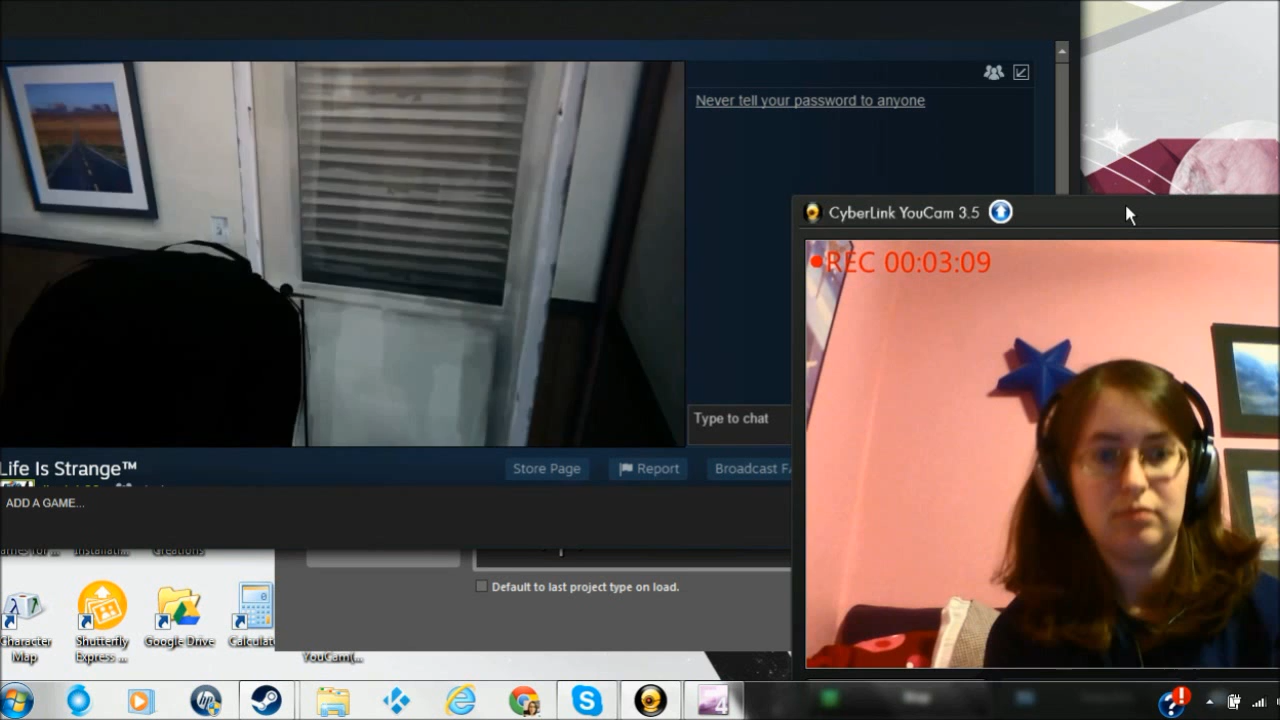 Never tell your password to anyone
CyberLink YouCam 3.5
REC 00:03:09
Type to chat
Life Is Strange™
Store Page
Report
Broadcast
ADD A GAME...
Default to last project type on load.
Character
Map
Shutterfly
Express ...
Google Drive
YouCam(...
4